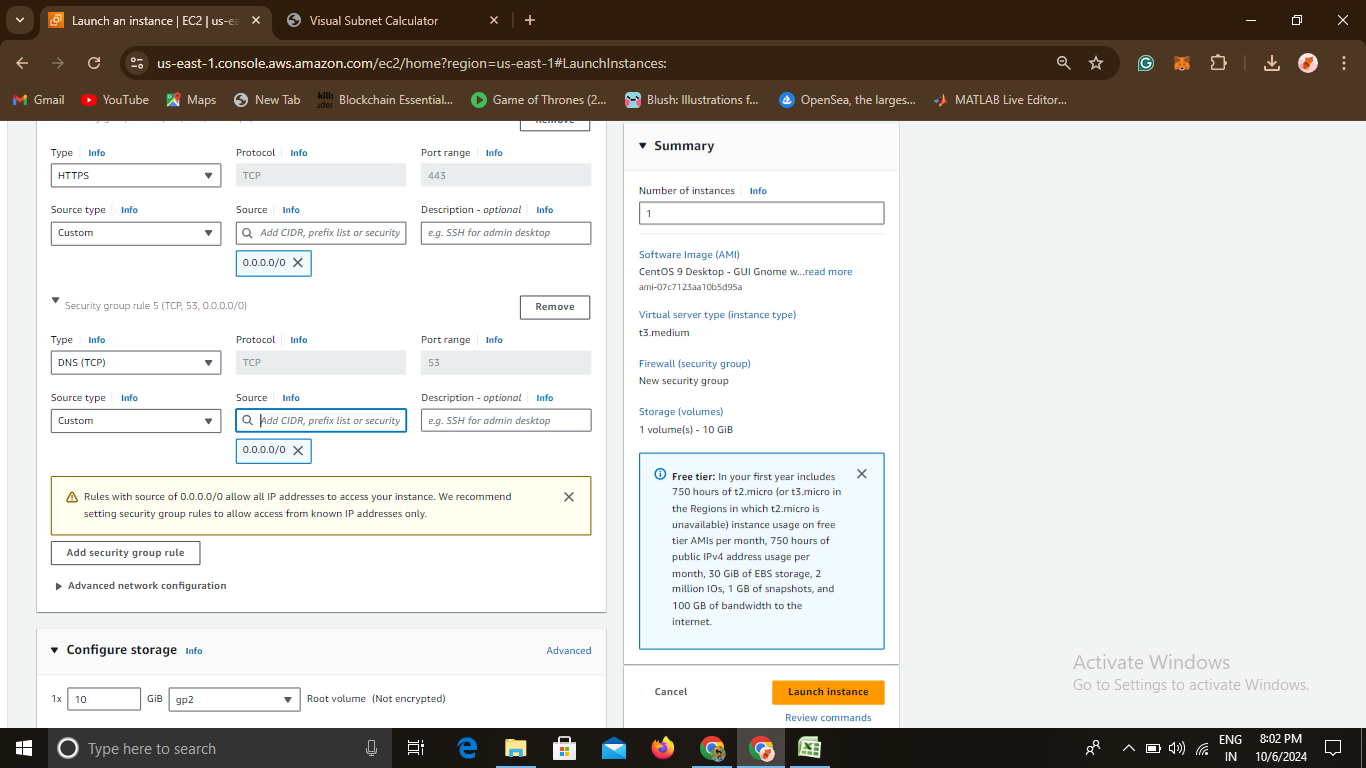 Launch an instance | EC2 | us-ea
Visual Subnet Calculator
us-east-1.console.aws.amazon.com/ec2/home?region=us-east-1#LaunchInstances:
Gmail
YouTube
Maps
New Tab
Blockchain Essential...
Game of Thrones (2...
Blush: Illustrations f...
OpenSea, the larges...
MATLAB Live Editor...
Remove
Type Info
Protocol Info
Port range Info
HTTPS
TCP
443
Source type Info
Source Info
Description - optional Info
Custom
Add CIDR, prefix list or security
e.g. SSH for admin desktop
0.0.0.0/0
Security group rule 5 (TCP, 53, 0.0.0.0/0)
Remove
Type Info
Protocol Info
Port range Info
DNS (TCP)
TCP
53
Source type Info
Source Info
Description - optional Info
Custom
Add CIDR, prefix list or security
e.g. SSH for admin desktop
0.0.0.0/0
Rules with source of 0.0.0.0/0 allow all IP addresses to access your instance. We recommend
setting security group rules to allow access from known IP addresses only.
Add security group rule
Advanced network configuration
Configure storage Info
Advanced
1x
10
GiB
gp2
Root volume (Not encrypted)
Summary
Number of instances Info
1
Software Image (AMI)
CentOS 9 Desktop - GUI Gnome w...read more
ami-07c7123aa10b5d95a
Virtual server type (instance type)
t3.medium
Firewall (security group)
New security group
Storage (volumes)
1 volume(s) - 10 GiB
Free tier: In your first year includes
750 hours of t2.micro (or t3.micro in
the Regions in which t2.micro is
unavailable) instance usage on free
tier AMIs per month, 750 hours of
public IPv4 address usage per
month, 30 GiB of EBS storage, 2
million IOs, 1 GB of snapshots, and
100 GB of bandwidth to the
internet.
Cancel
Launch instance
Review commands
Activate Windows
Go to Settings to activate Windows.
Type here to search
ENG
IN
8:02 PM
10/6/2024